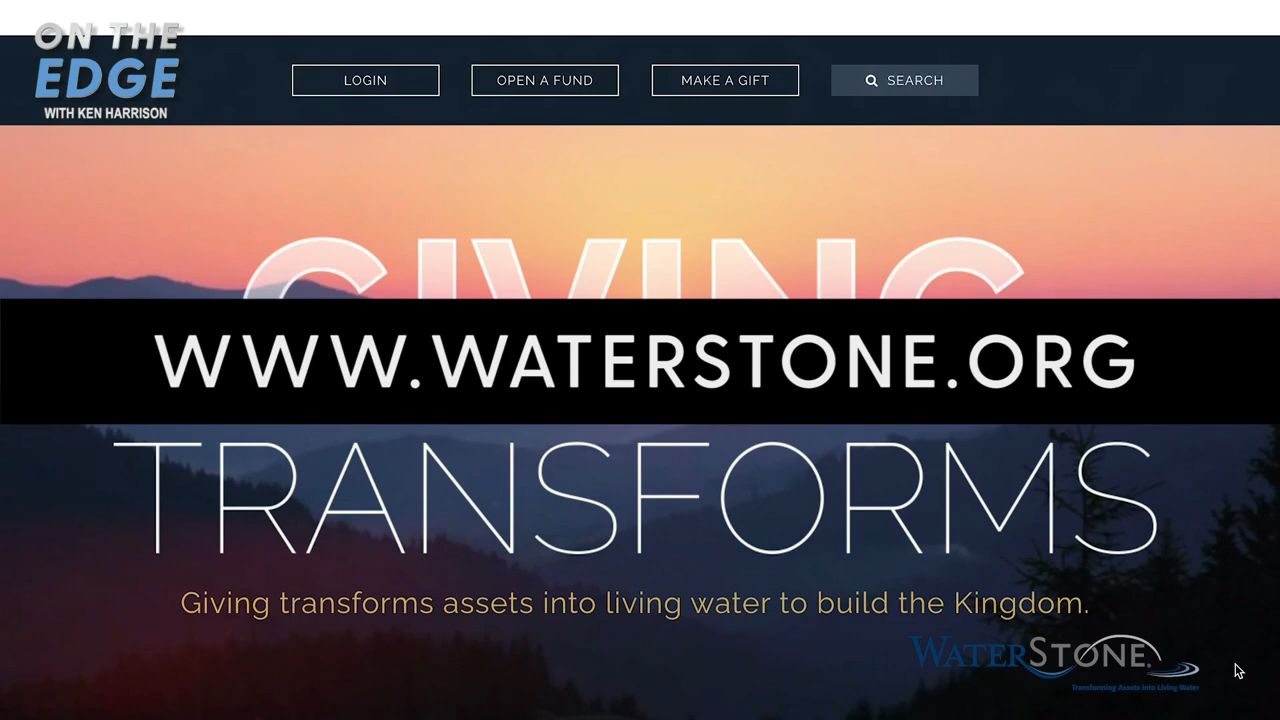 ON THE
EDGE
WITH KEN HARRISON
LOGIN
OPEN A FUND
MAKE A GIFT
SEARCH
GIVING
WWW.WATERSTONE.ORG
TRANSFORMS
Giving transforms assets into living water to build the Kingdom.
WATERSTONE.
Transforming Assets into Living Water